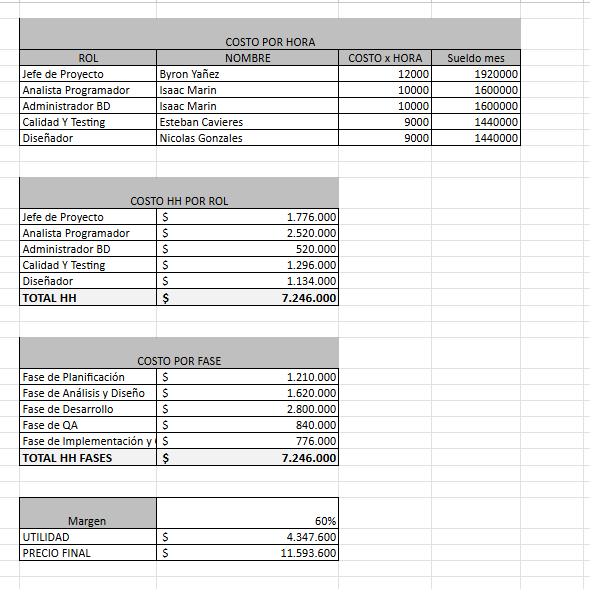 COSTO POR HORA
ROL NOMBRE COSTO x HORA Sueldo mes
Jefe de Proyecto Byron Yañez 12000 1920000
Analista Programador Isaac Marin 10000 1600000
Administrador BD Isaac Marin 10000 1600000
Calidad Y Testing Esteban Cavieres 9000 1440000
Diseñador Nicolas Gonzales 9000 1440000
COSTO HH POR ROL
Jefe de Proyecto $ 1.776.000
Analista Programador $ 2.520.000
Administrador BD $ 520.000
Calidad Y Testing $ 1.296.000
Diseñador $ 1.134.000
TOTAL HH $ 7.246.000
COSTO POR FASE
Fase de Planificación $ 1.210.000
Fase de Análisis y Diseño $ 1.620.000
Fase de Desarrollo $ 2.800.000
Fase de QA $ 840.000
Fase de Implementación y $ 776.000
TOTAL HH FASES $ 7.246.000
Margen 60%
UTILIDAD $ 4.347.600
PRECIO FINAL $ 11.593.600